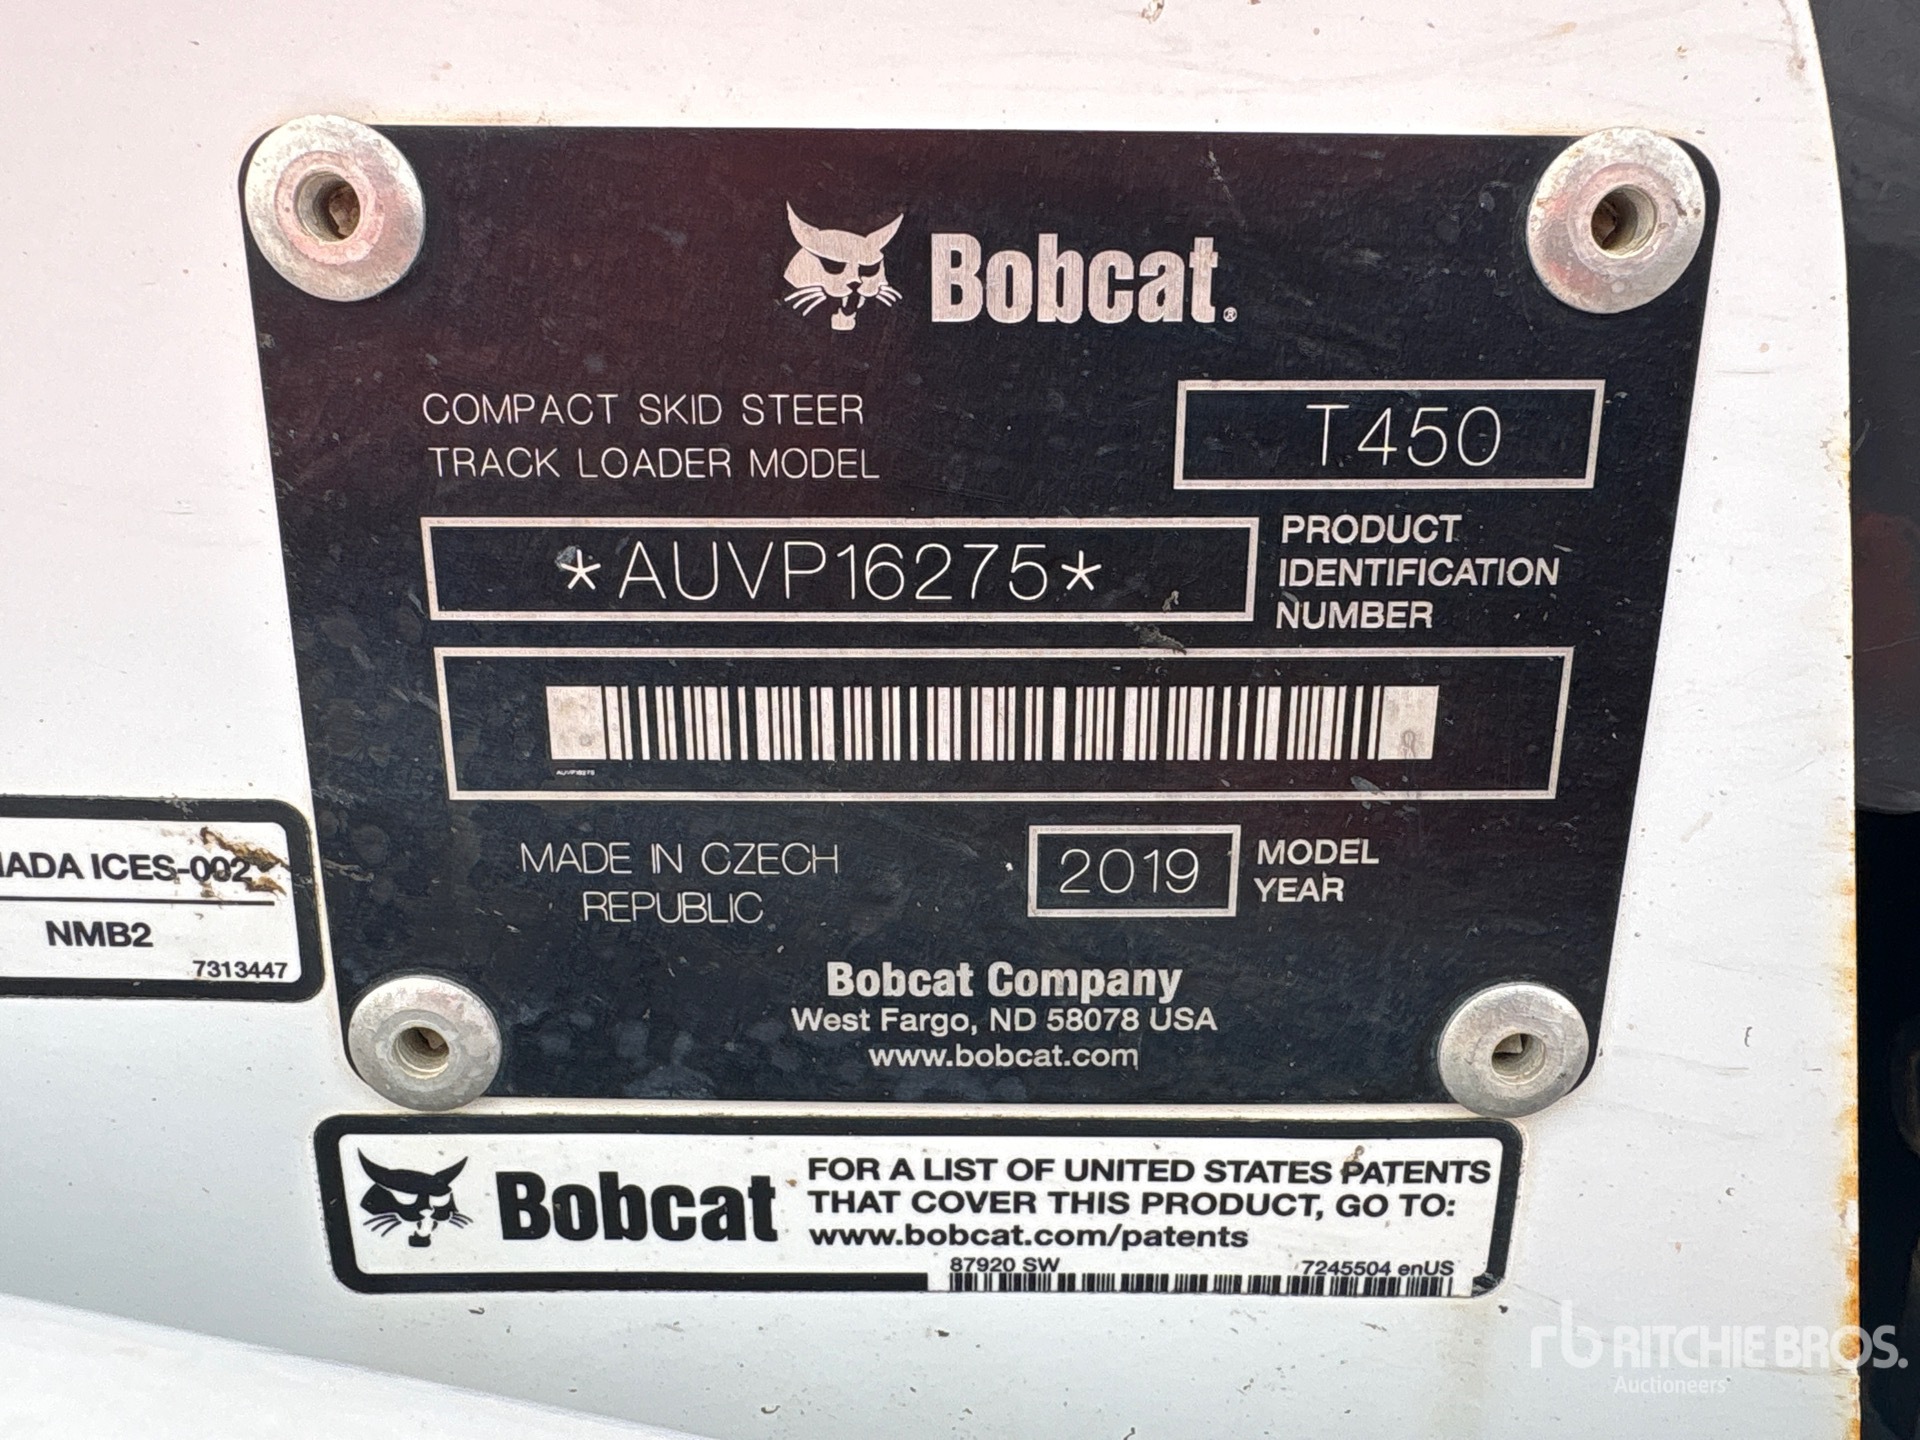 Bobcat®
COMPACT SKID STEER
TRACK LOADER MODEL
T450
*AUVP16275*
PRODUCT
IDENTIFICATION
NUMBER
AUVP16275
MADE IN CZECH
REPUBLIC
2019
MODEL
YEAR
Bobcat Company
West Fargo, ND 58078 USA
www.bobcat.com
ICES-002
NMB2
7313447
Bobcat
FOR A LIST OF UNITED STATES PATENTS
THAT COVER THIS PRODUCT, GO TO:
www.bobcat.com/patents
87920 SW
7245504 enUS
rb RITCHIE BROS.
Auctioneers